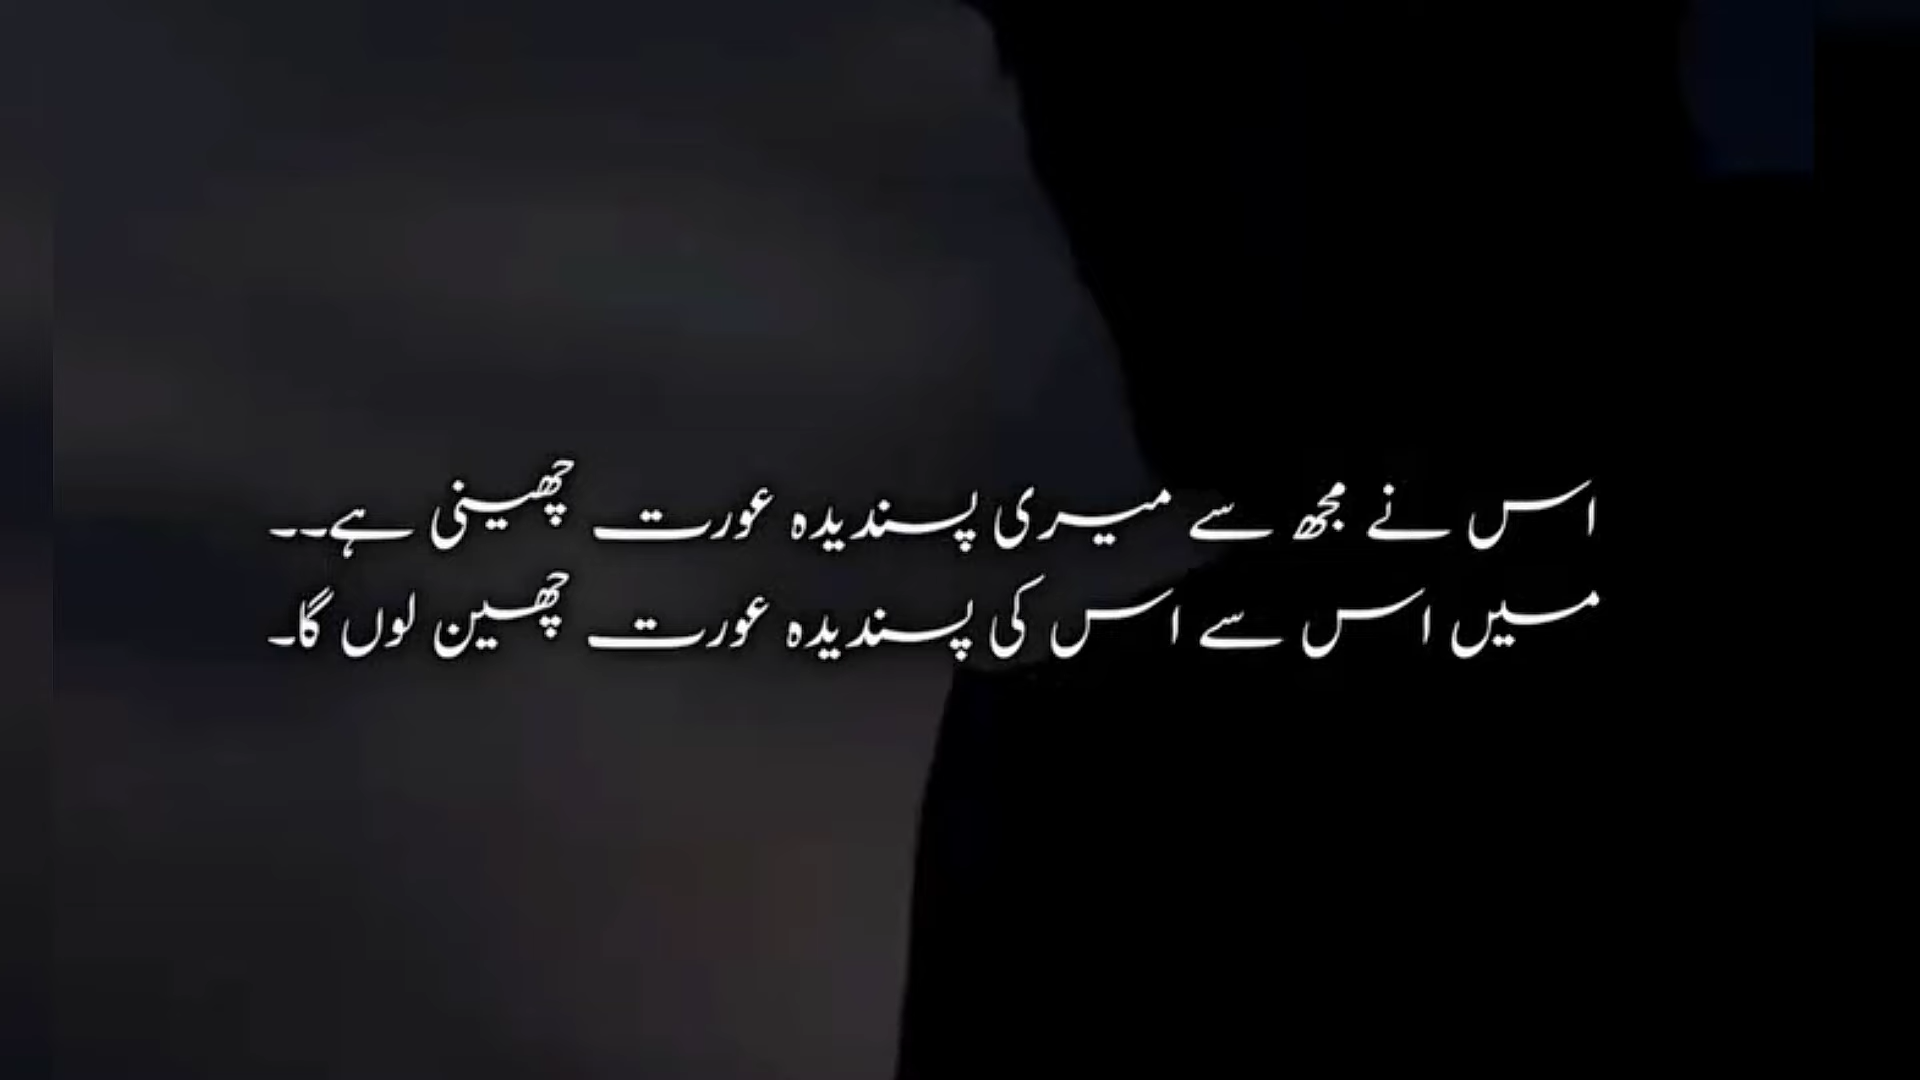 اس نے مجھ سے میری پسندیدہ عورت چھینی ہے۔۔
میں اس سے اس کی پسندیدہ عورت چھین لوں گا۔